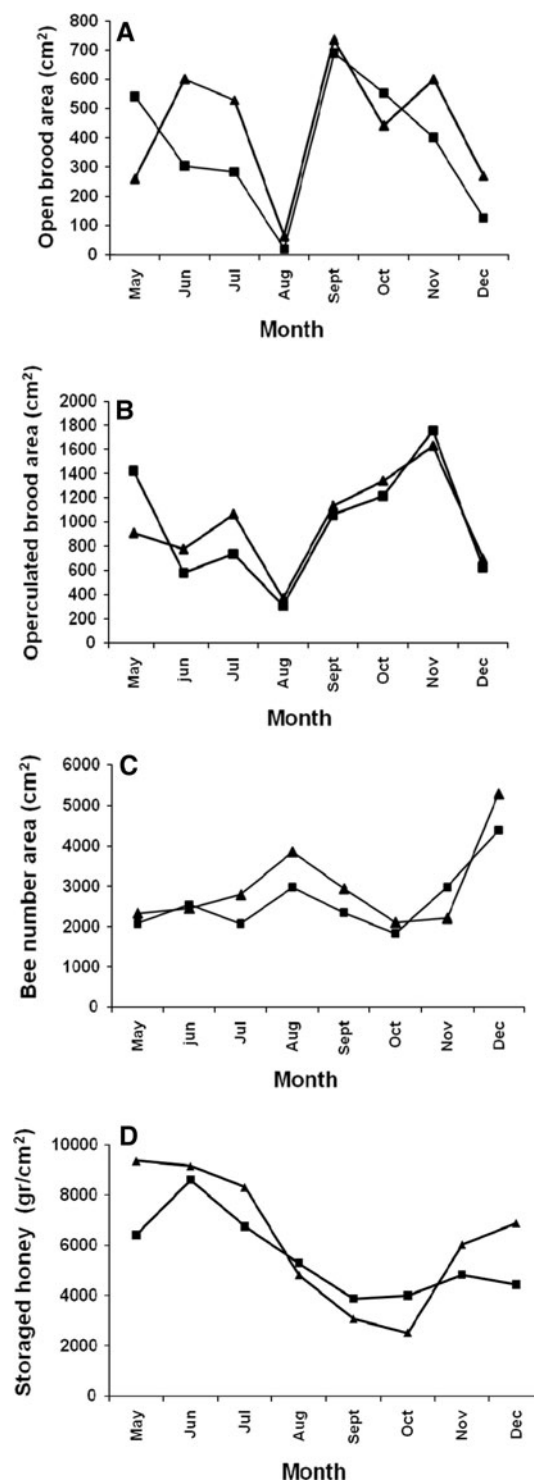 A
Open brood area (cm²)
800
700
600
500
400
300
200
100
0
May
Jun
Jul
Aug
Sept
Oct
Nov
Dec
Month
B
Operculated brood area (cm²)
2000
1800
1600
1400
1200
1000
800
600
400
200
0
May
jun
Jul
Aug
Sept
Oct
Nov
Dec
Month
C
Bee number area (cm²)
6000
5000
4000
3000
2000
1000
0
May
jun
Jul
Aug
Sept
Oct
Nov
Dec
Month
D
Storaged honey (gr/cm²)
10000
8000
6000
4000
2000
0
May
Jun
Jul
Aug
Sept
Oct
Nov
Dec
Month